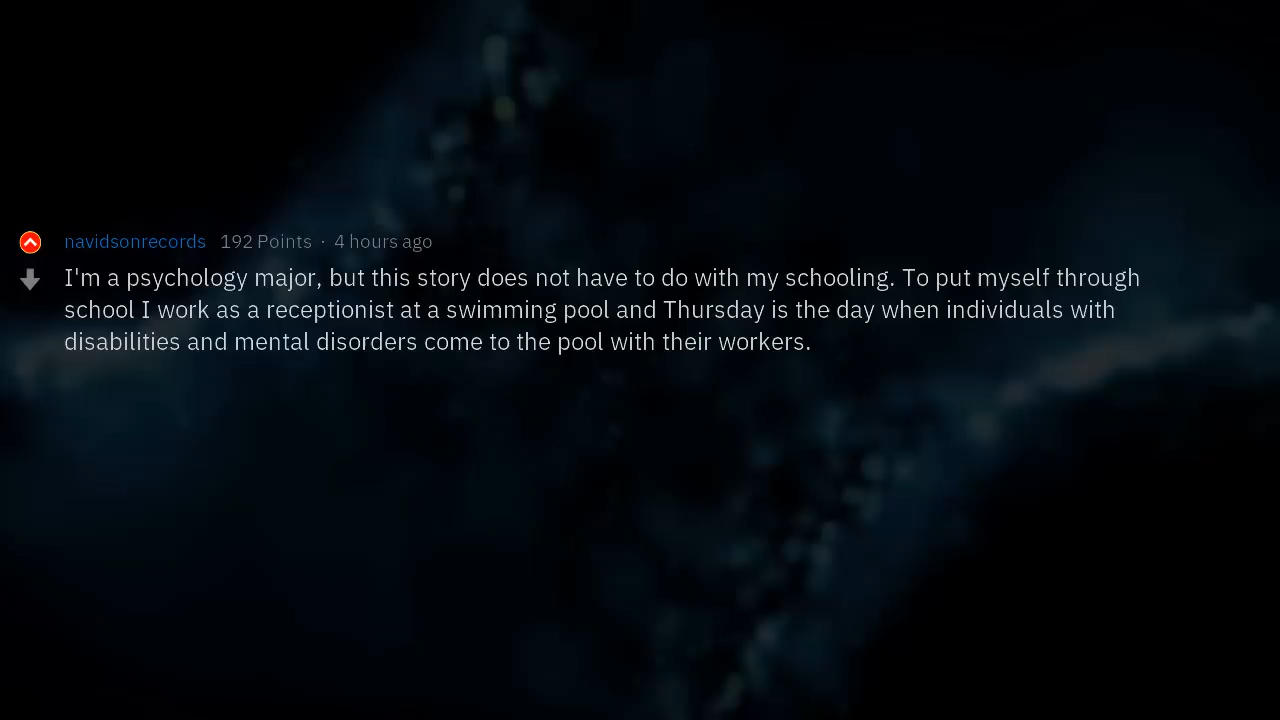 navidsonrecords 192 Points · 4 hours ago
I'm a psychology major, but this story does not have to do with my schooling. To put myself through
school I work as a receptionist at a swimming pool and Thursday is the day when individuals with
disabilities and mental disorders come to the pool with their workers.